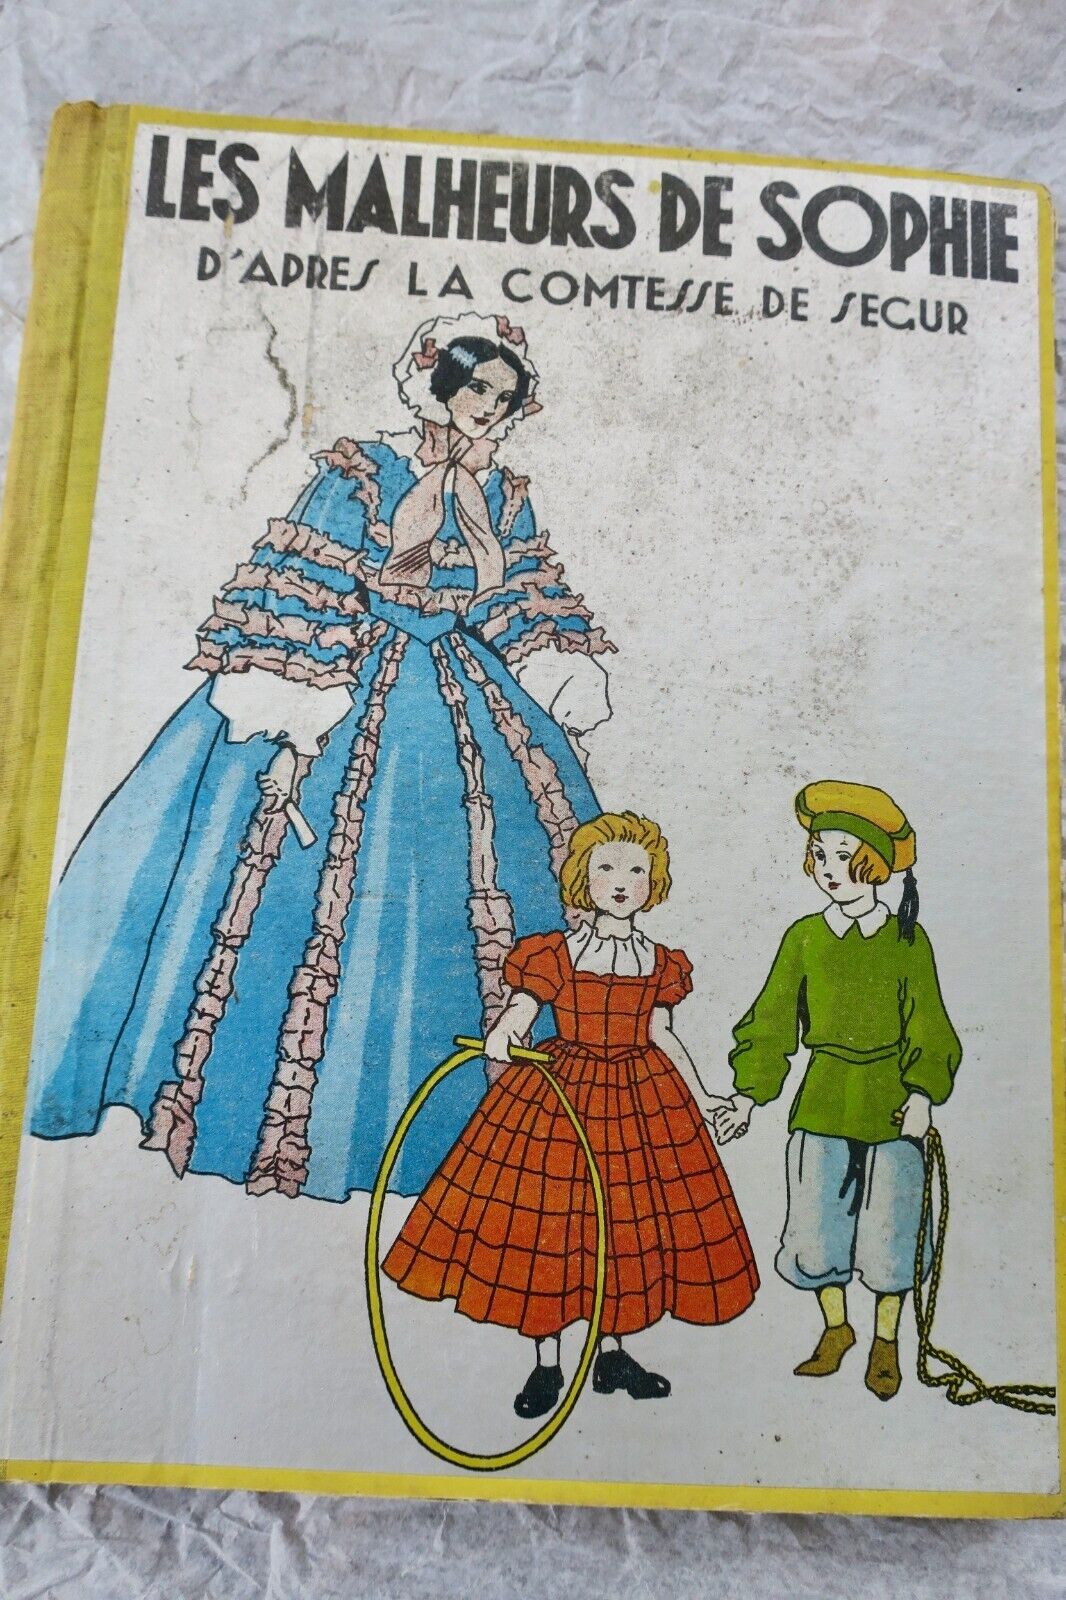 LES MALHEURS DE SOPHIE
D'APRES LA COMTESSE DE SEGUR